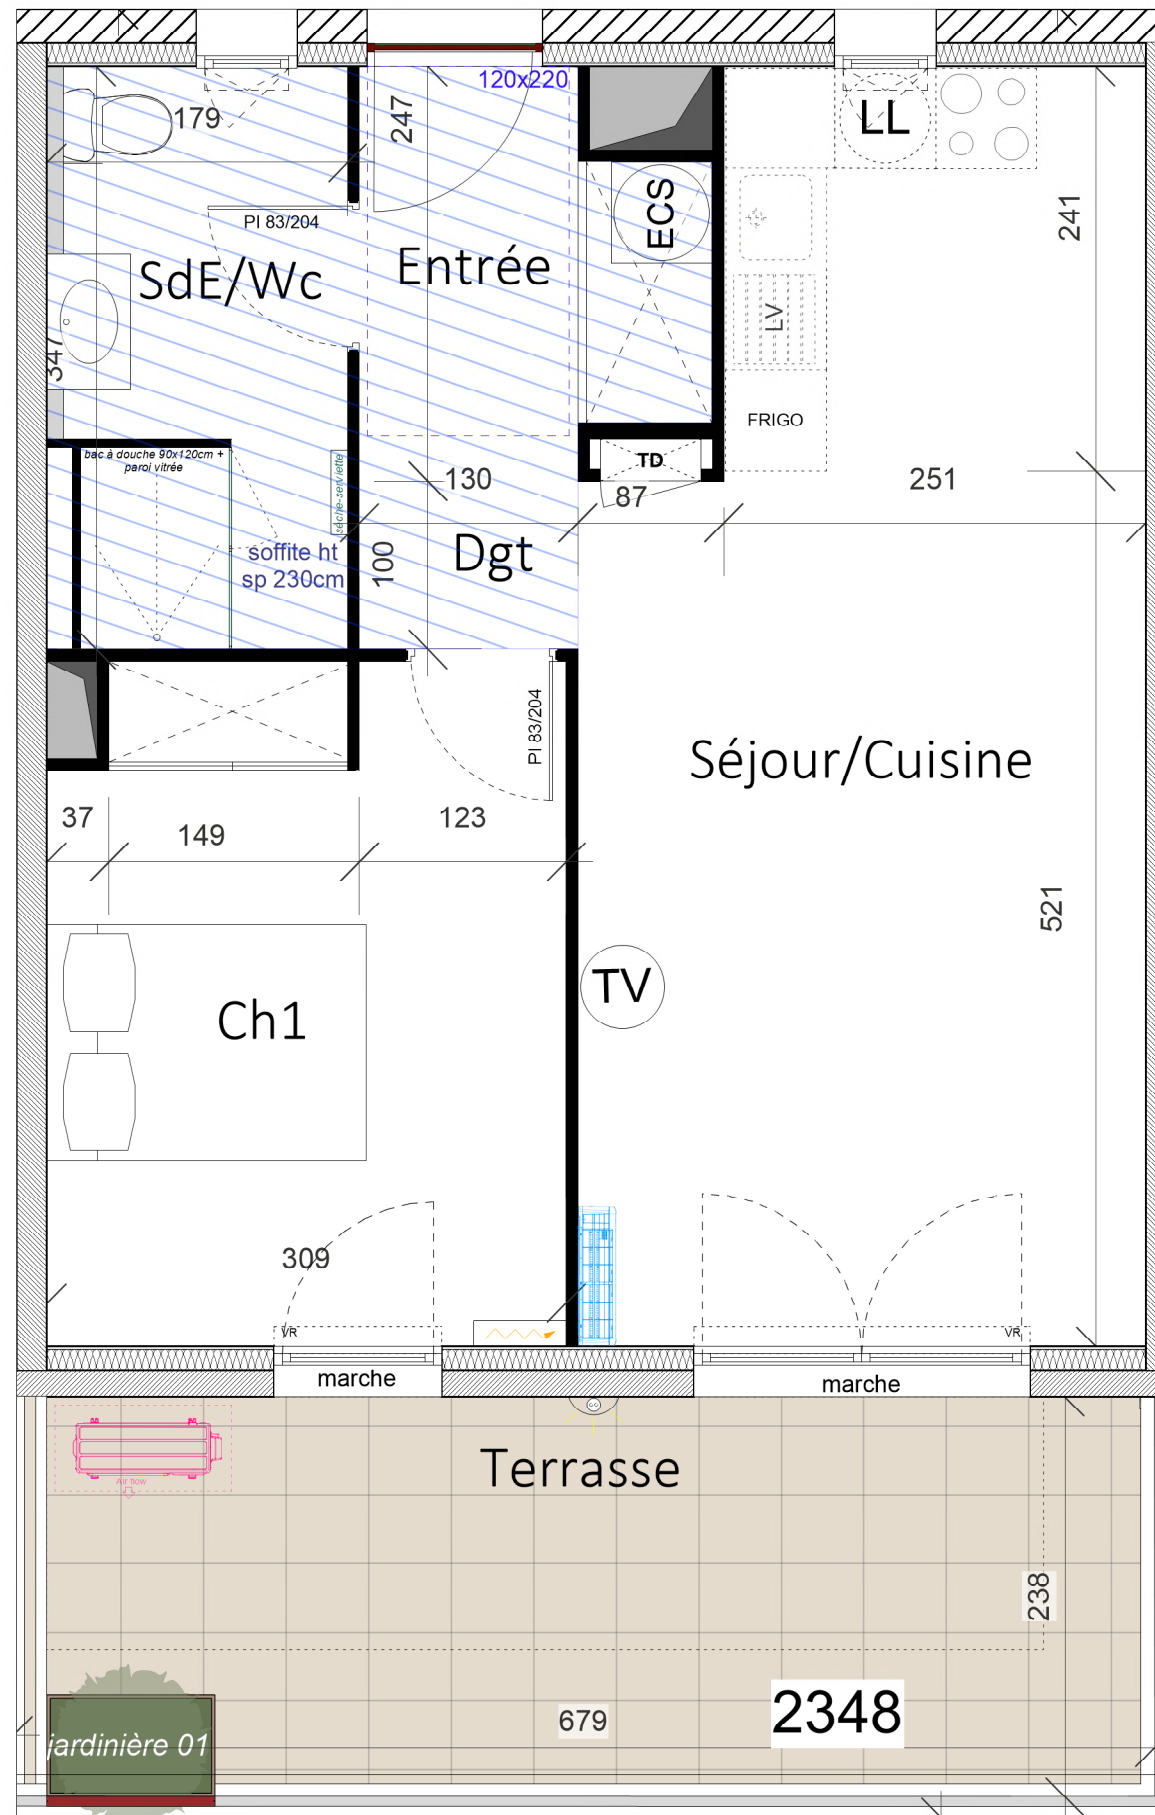 120x220
179
247
LL
PI 83/204
ECS
241
SdE/Wc
Entrée
LV
347
FRIGO
bac à douche 90x120cm +
paroi vitrée
sèche-serviette
TD
130
87
251
soffite ht
sp 230cm
100
Dgt
PI 83/204
Séjour/Cuisine
37
149
123
521
TV
Ch1
309
VR
VR
marche
marche
Terrasse
Air flow
238
2348
679
jardinière 01